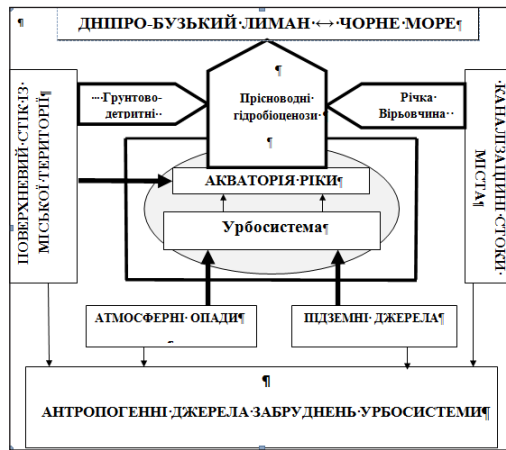 ¶
ДНІПРО-БУЗЬКИЙ·ЛИМАН·↔·ЧОРНЕ·МОРЕ¶
ПОВЕРХНЕВИЙ·СТІК·ІЗ·
МІСЬКОЇ·ТЕРИТОРІЇ¶
····Грунтово-
детритні··
¶
Прісноводні·
гідробіоценози·
¶
Річка·
Вірьовчина··
КАНАЛІЗАЦІЙНІ·СТОКИ·
МІСТА¶
АКВАТОРІЯ·РІКИ¶
Урбосистема¶
АТМОСФЕРНІ·ОПАДИ¶
¶
ПІДЗЕМНІ·ДЖЕРЕЛА¶
¶
АНТРОПОГЕННІ·ДЖЕРЕЛА·ЗАБРУДНЕНЬ·УРБОСИСТЕМИ¶